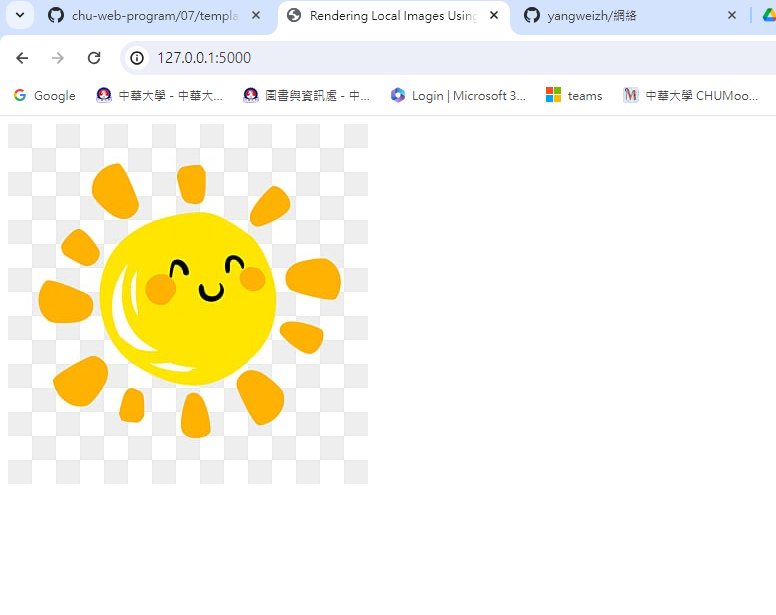 chu-web-program/07/templa
Rendering Local Images Using
yangweizh/網絡
127.0.0.1:5000
Google
中華大學 - 中華大...
圖書與資訊處 - 中...
Login | Microsoft 3...
teams
中華大學 CHUMoo...